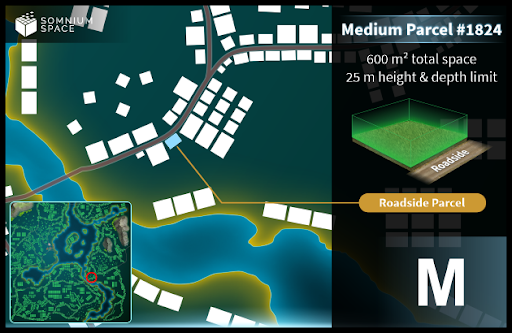 SOMNIUM
SPACE
Medium Parcel #1824
600 m² total space
25 m height & depth limit
Roadside
Roadside Parcel
M